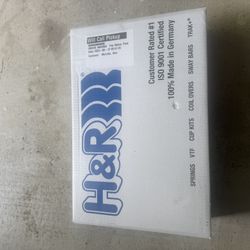 Will Call Pickup
H&R
Customer Rated #1
ISO 9001 Certified
100% Made in Germany
SPRINGS VTF CUP KITS COIL OVERS SWAY BARS TRAK+®